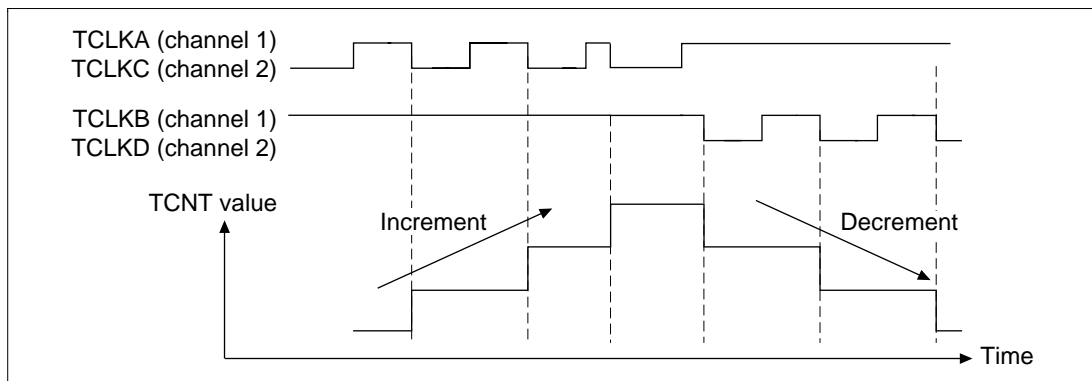 TCLKA (channel 1)
TCLKC (channel 2)
TCLKB (channel 1)
TCLKD (channel 2)
TCNT value
Increment
Decrement
Time